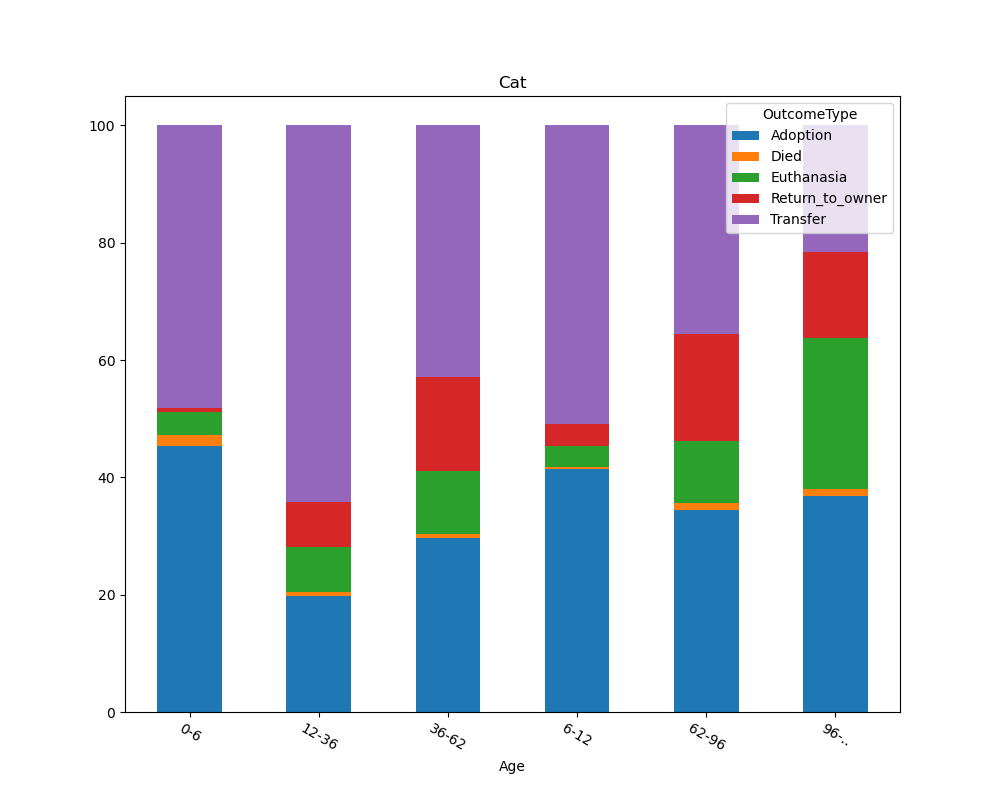 Cat
OutcomeType
Adoption
Died
Euthanasia
Return_to_owner
Transfer
100
80
60
40
20
0
0-6
12-36
36-62
6-12
62-96
96-..
Age